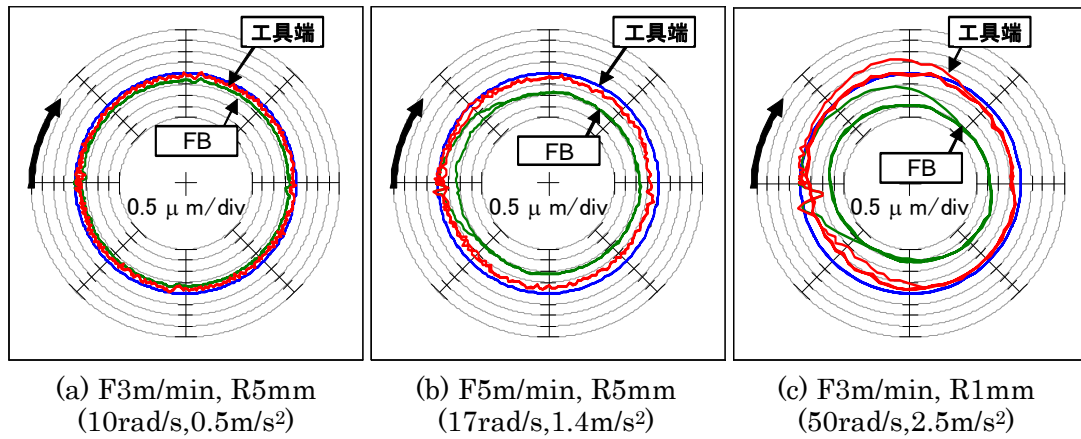 工具端
FB
0.5 μ m/div
(a) F3m/min, R5mm
(10rad/s,0.5m/s²)
工具端
FB
0.5 μ m/div
(b) F5m/min, R5mm
(17rad/s,1.4m/s²)
工具端
FB
0.5 μ m/div
(c) F3m/min, R1mm
(50rad/s,2.5m/s²)